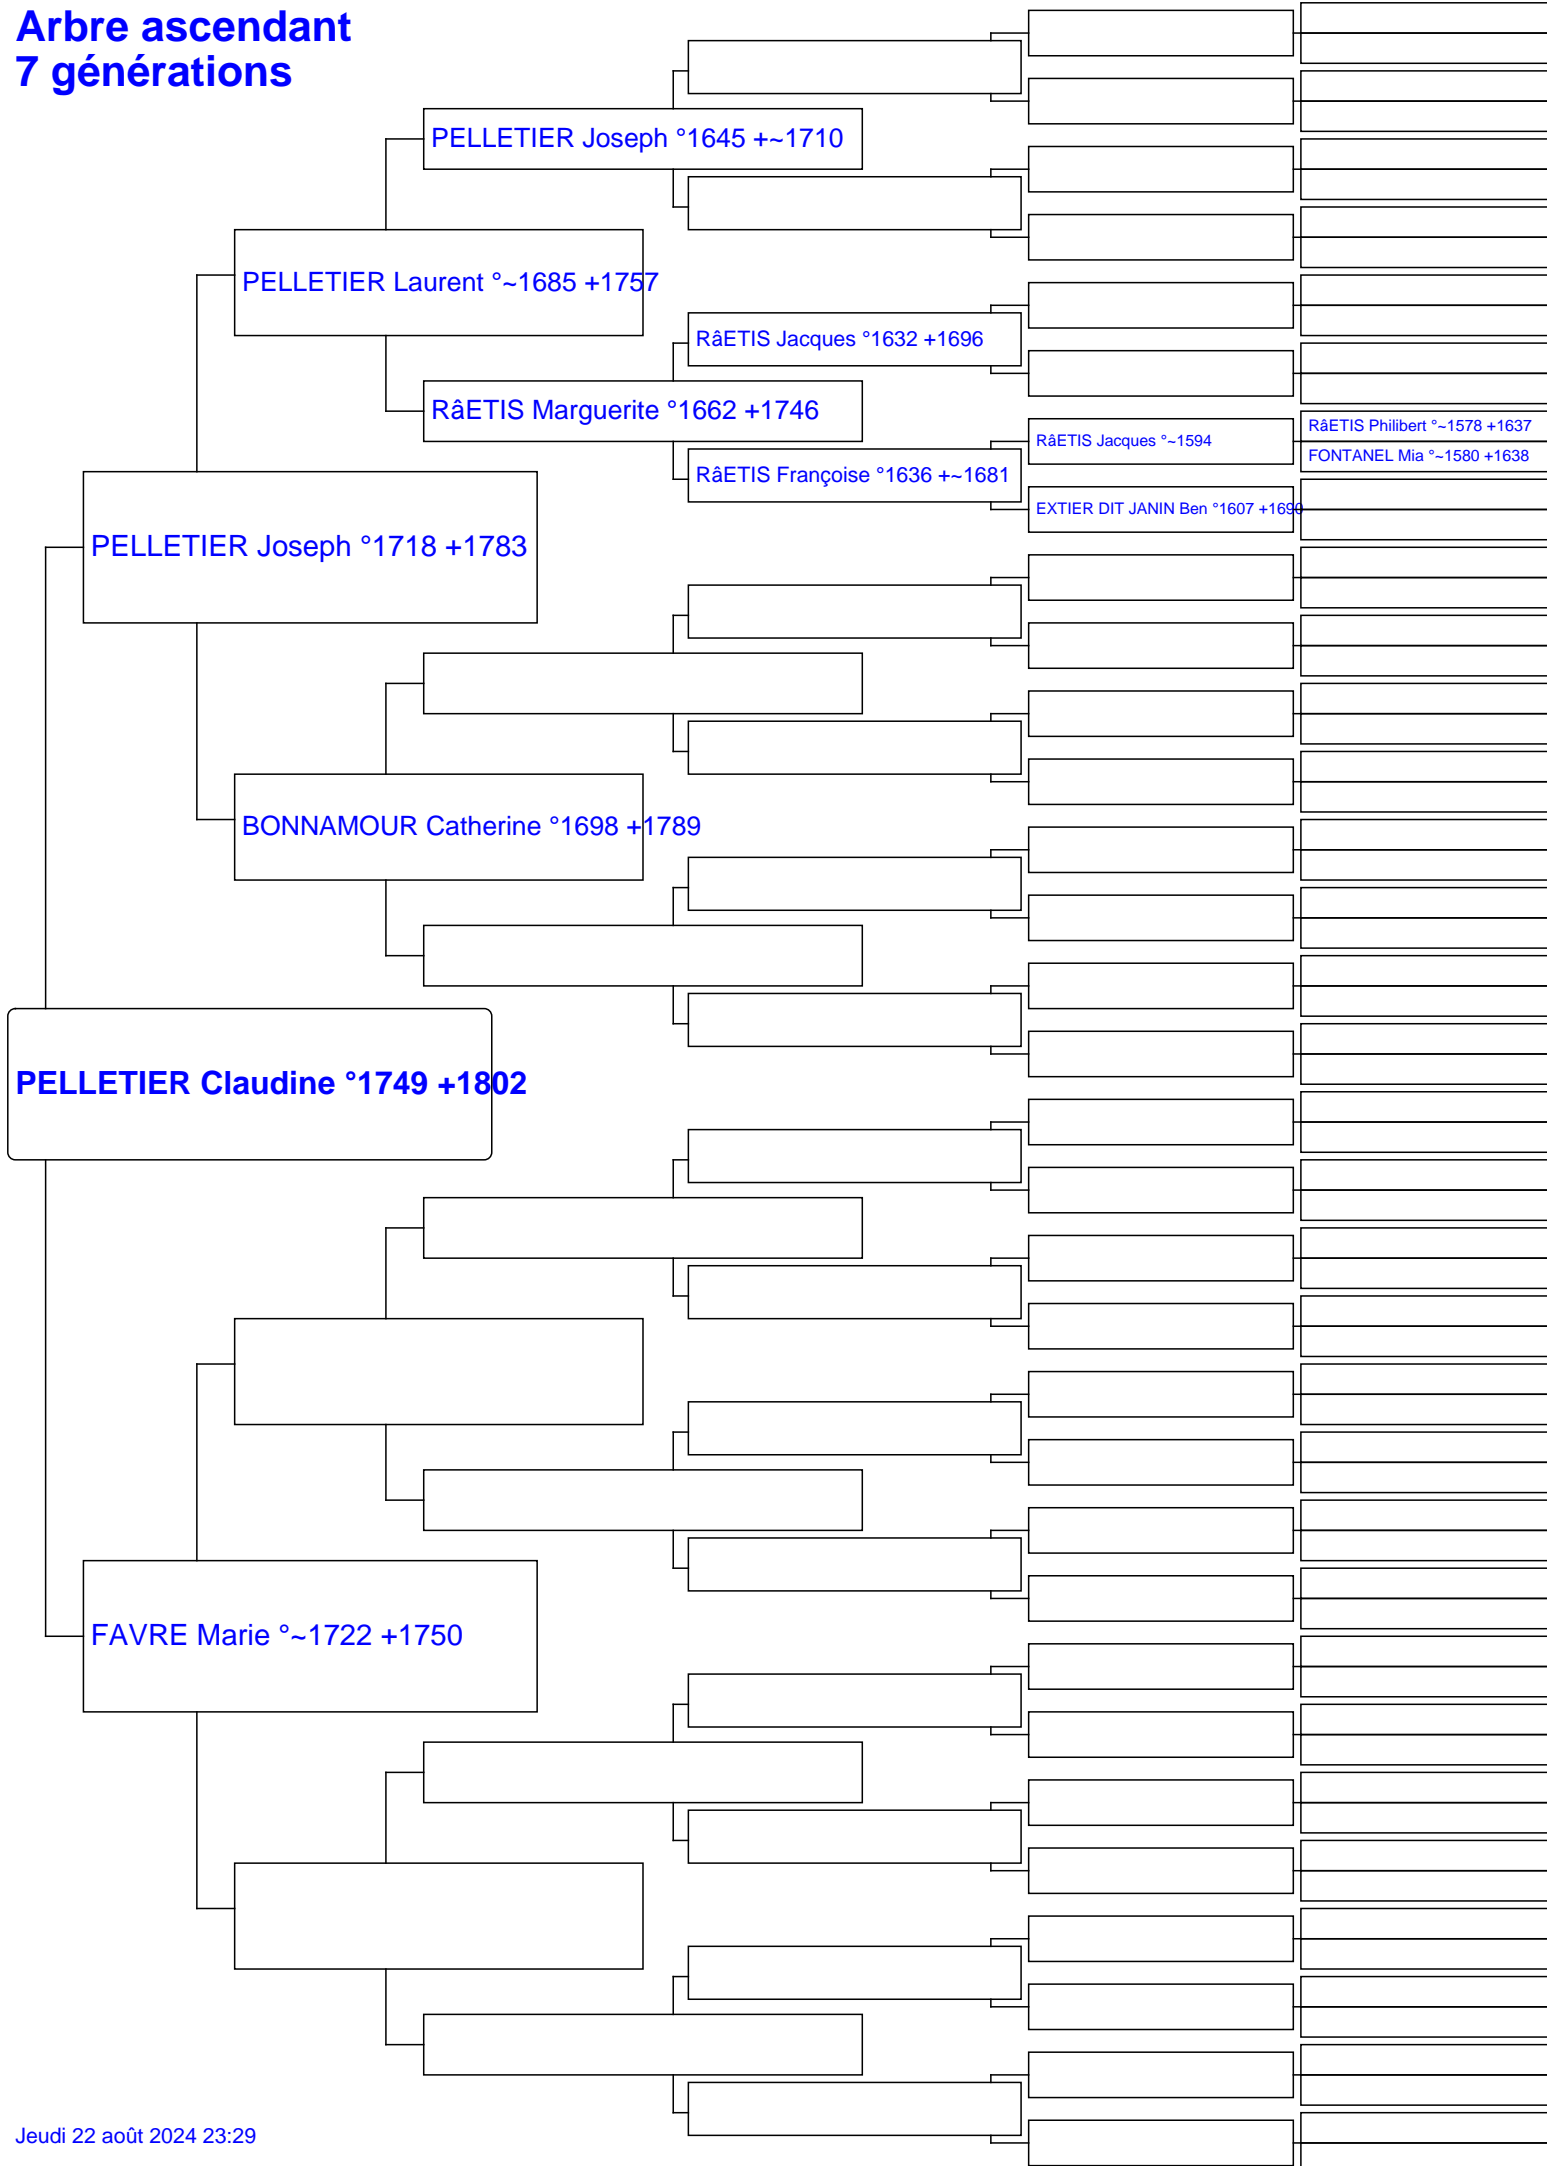 Arbre ascendant
7 générations
PELLETIER Joseph °1645 +~1710
PELLETIER Laurent °~1685 +1757
RâETIS Jacques °1632 +1696
RâETIS Marguerite °1662 +1746
RâETIS Philibert °~1578 +1637
RâETIS Jacques °~1594
FONTANEL Mia °~1580 +1638
RâETIS Françoise °1636 +~1681
EXTIER DIT JANIN Ben °1607 +1690
PELLETIER Joseph °1718 +1783
BONNAMOUR Catherine °1698 +1789
PELLETIER Claudine °1749 +1802
FAVRE Marie °~1722 +1750
Jeudi 22 août 2024 23:29